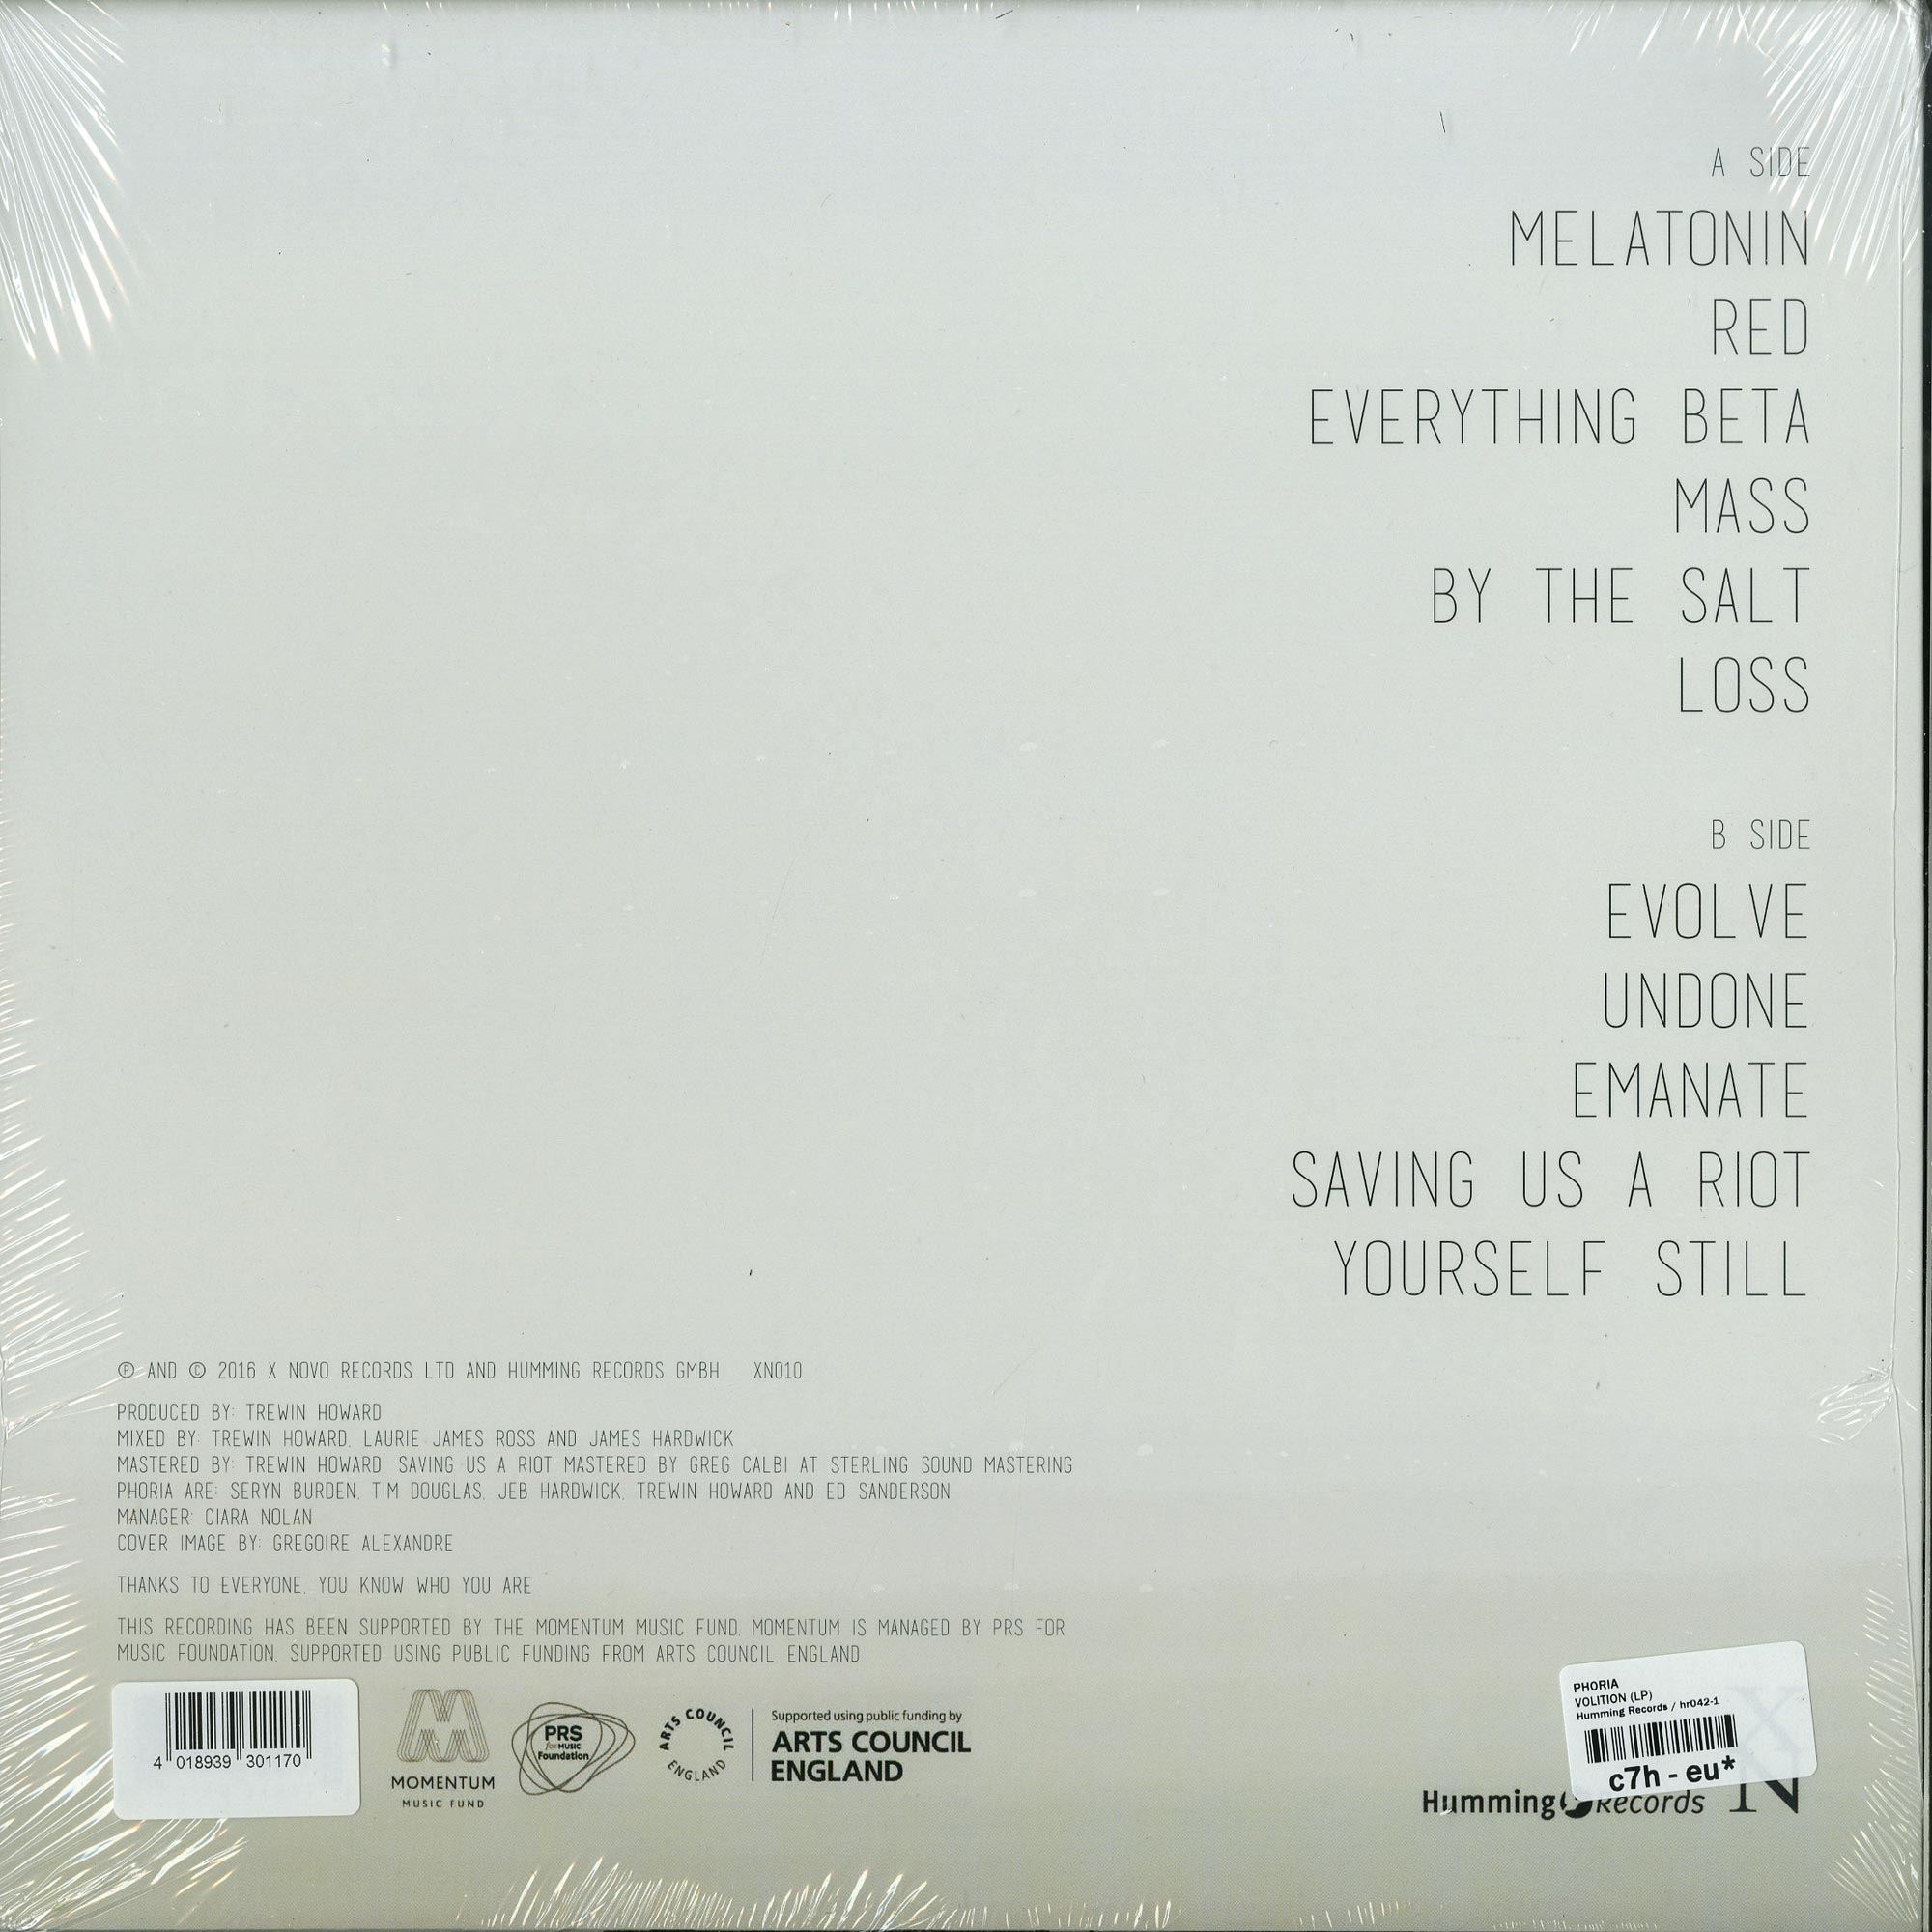 A SIDE
MELATONIN
RED
EVERYTHING BETA
MASS
BY THE SALT
LOSS
B SIDE
EVOLVE
UNDONE
EMANATE
SAVING US A RIOT
YOURSELF STILL
℗ AND © 2016 X NOVO RECORDS LTD AND HUMMING RECORDS GMBH XN010
PRODUCED BY: TREWIN HOWARD
MIXED BY: TREWIN HOWARD, LAURIE JAMES ROSS AND JAMES HARDWICK
MASTERED BY: TREWIN HOWARD, SAVING US A RIOT MASTERED BY GREG CALBI AT STERLING SOUND MASTERING
PHORIA ARE: SERYN BURDEN, TIM DOUGLAS, JEB HARDWICK, TREWIN HOWARD AND ED SANDERSON
MANAGER: CIARA NOLAN
COVER IMAGE BY: GREGOIRE ALEXANDRE
THANKS TO EVERYONE, YOU KNOW WHO YOU ARE
THIS RECORDING HAS BEEN SUPPORTED BY THE MOMENTUM MUSIC FUND. MOMENTUM IS MANAGED BY PRS FOR
MUSIC FOUNDATION. SUPPORTED USING PUBLIC FUNDING FROM ARTS COUNCIL ENGLAND
4 018939 301170
MOMENTUM
MUSIC FUND
PRS
for MUSIC
Foundation
ARTS COUNCIL
ENGLAND
Supported using public funding by
ARTS COUNCIL
ENGLAND
PHORIA
VOLITION (LP)
Humming Records / hr042-1
c7h - eu*
Humming Records
X
N